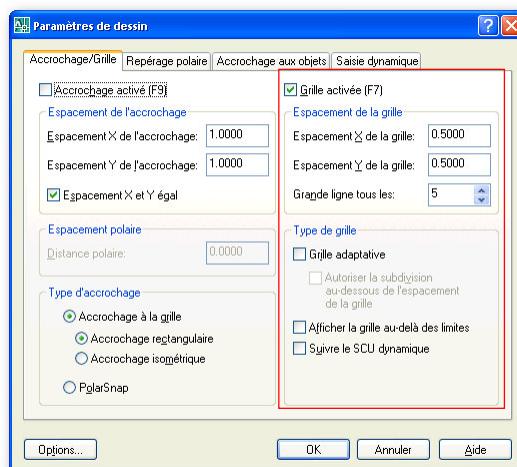 Paramètres de dessin
Accrochage/Grille
Repérage polaire
Accrochage aux objets
Saisie dynamique
Accrochage activé (F9)
Espacement de l'accrochage
Espacement X de l'accrochage:
1.0000
Espacement Y de l'accrochage:
1.0000
Espacement X et Y égal
Espacement polaire
Distance polaire:
0.0000
Type d'accrochage
Accrochage à la grille
Accrochage rectangulaire
Accrochage isométrique
PolarSnap
Grille activée (F7)
Espacement de la grille
Espacement X de la grille:
0.5000
Espacement Y de la grille:
0.5000
Grande ligne tous les:
5
Type de grille
Grille adaptative
Autoriser la subdivision
au-dessous de l'espacement
de la grille
Afficher la grille au-delà des limites
Suivre le SCU dynamique
Options...
OK
Annuler
Aide